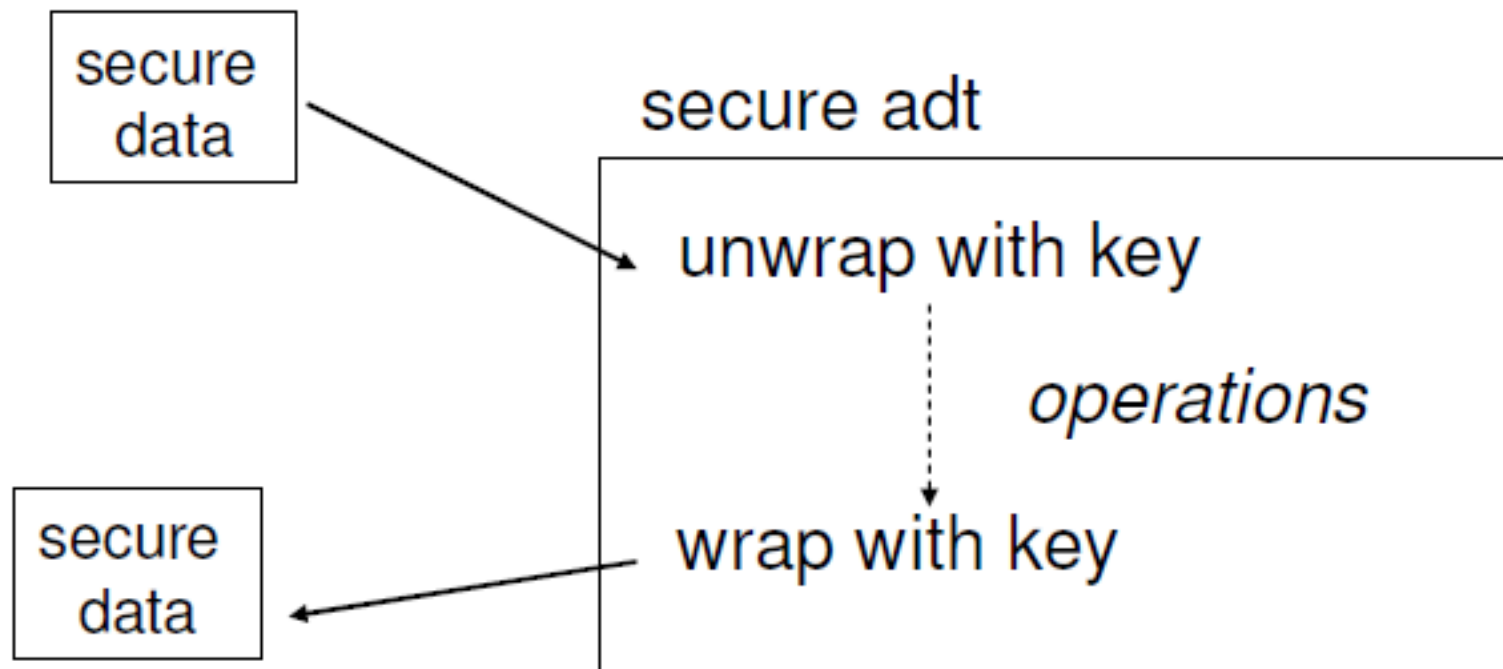 secure
data
secure adt
unwrap with key
operations
wrap with key
secure
data